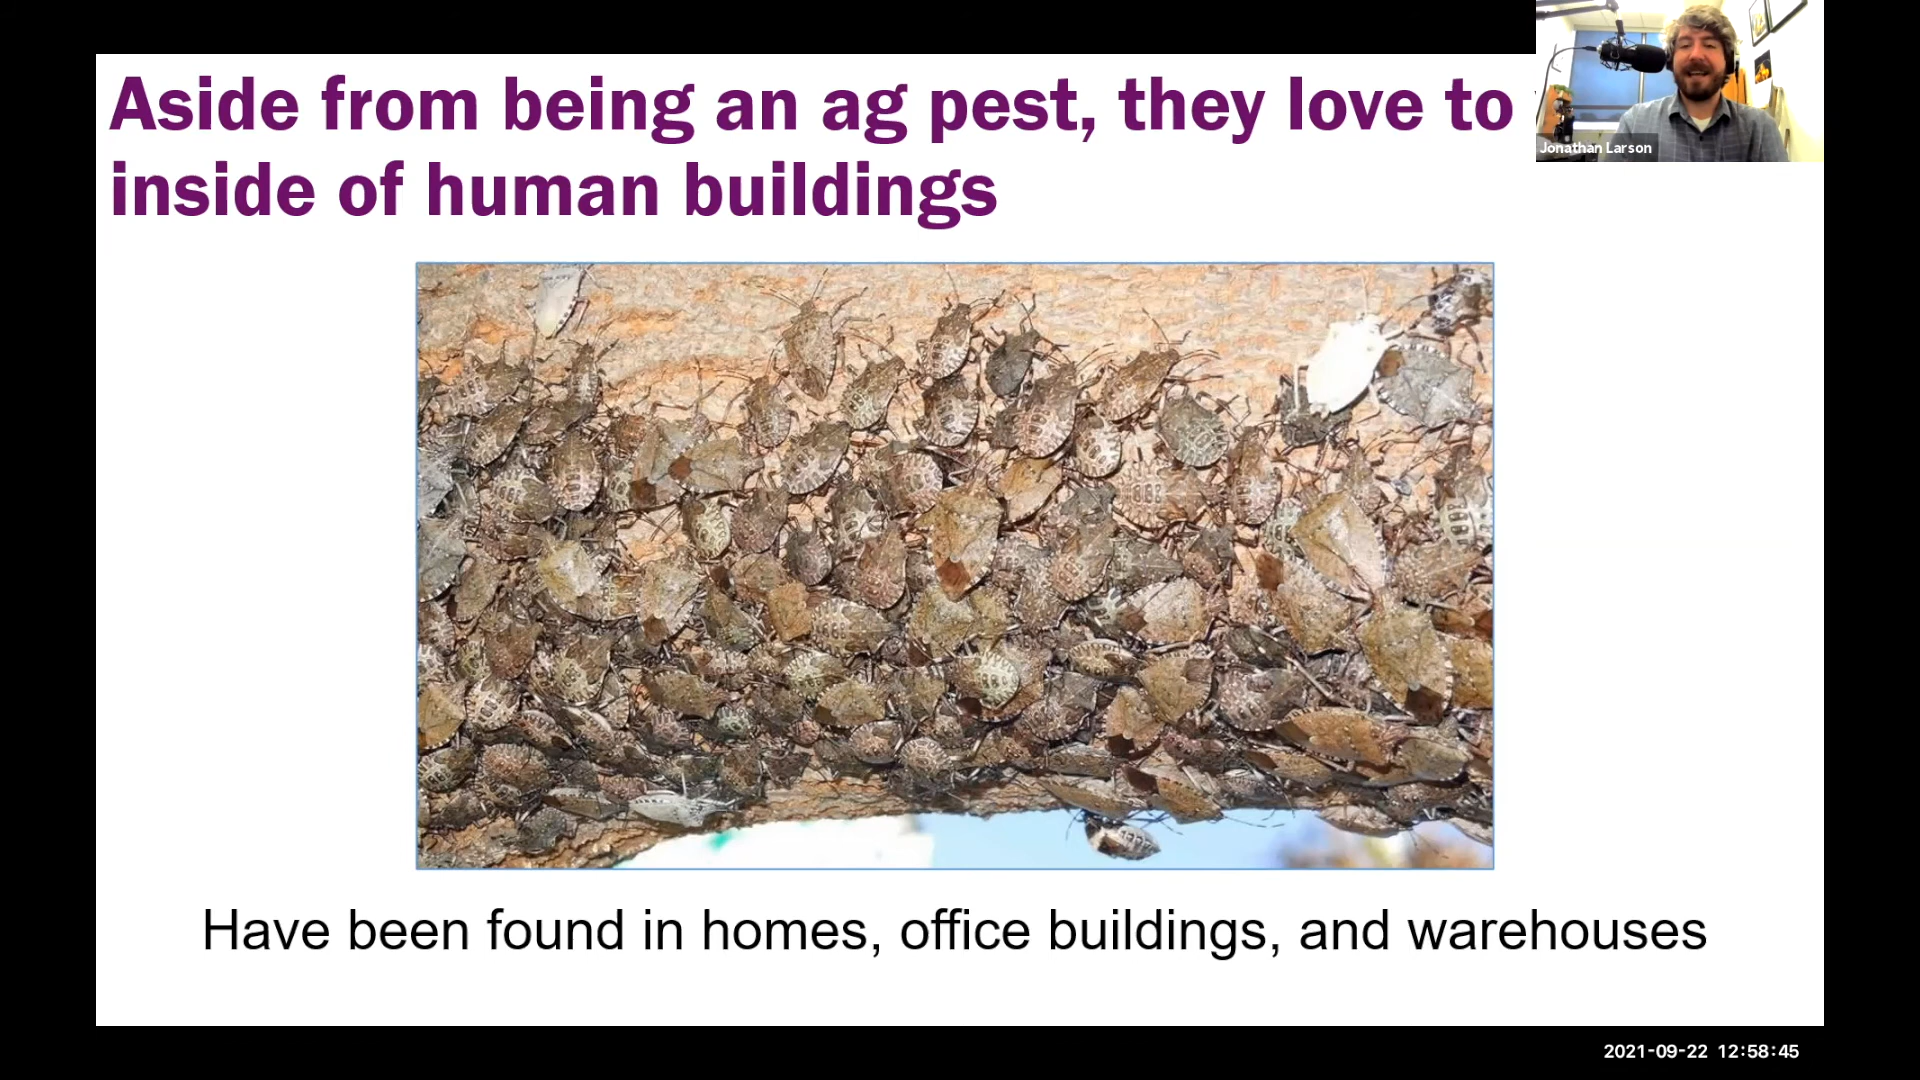 Aside from being an ag pest, they love to
inside of human buildings
Jonathan Larson
Have been found in homes, office buildings, and warehouses
2021-09-22 12:58:45